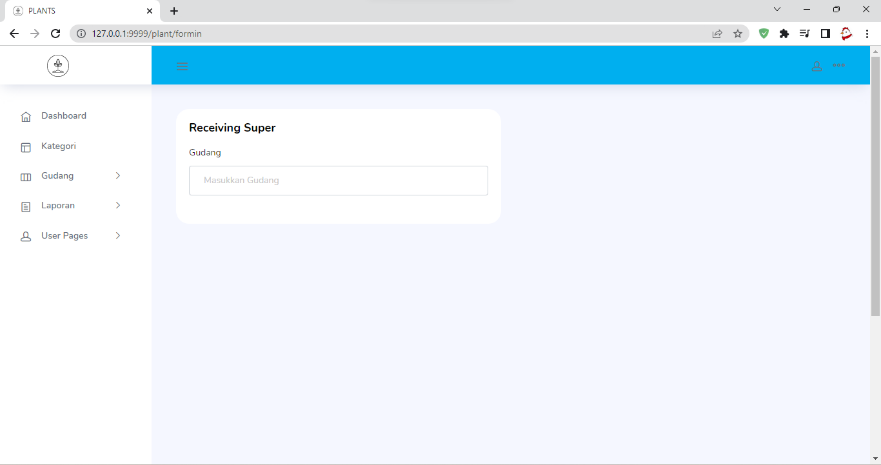 PLANTS
127.0.0.1:9999/plant/formin
Dashboard
Kategori
Gudang
Laporan
User Pages
Receiving Super
Gudang
Masukkan Gudang